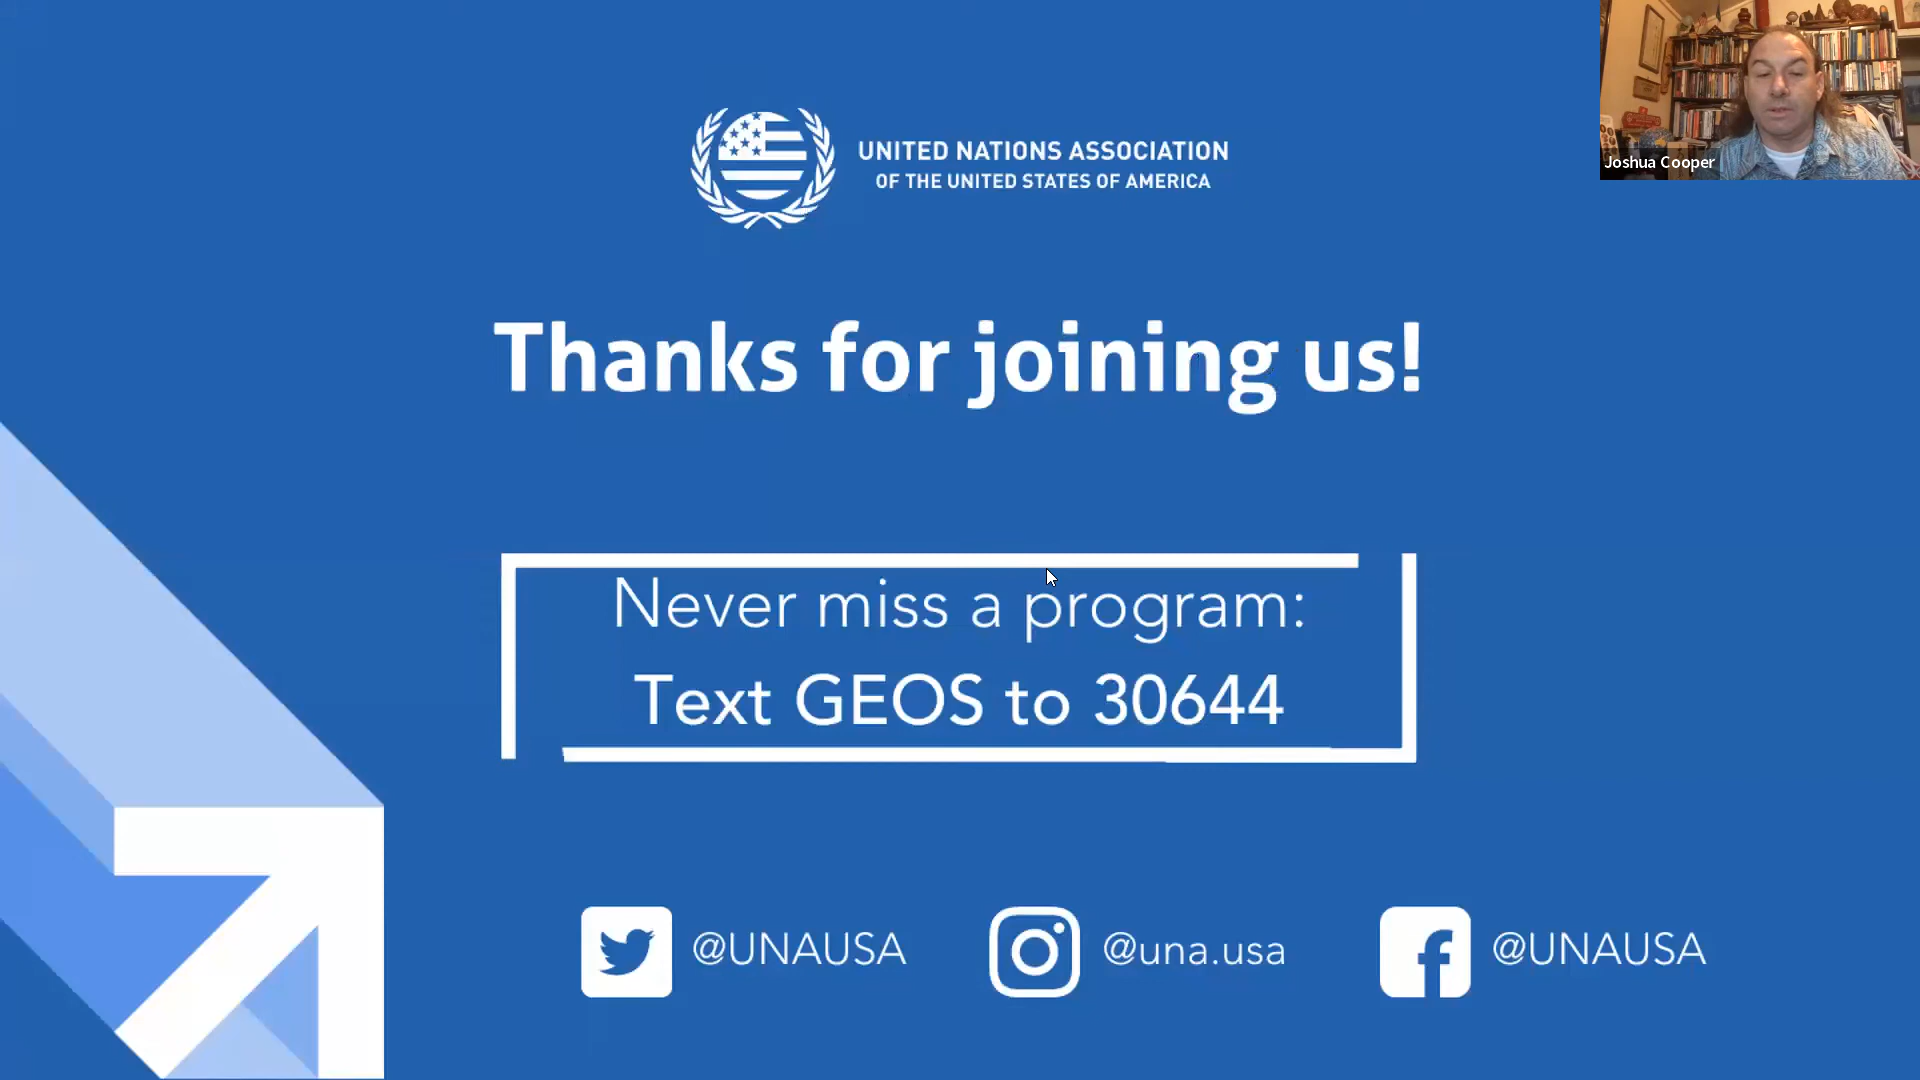 UNITED NATIONS ASSOCIATION
OF THE UNITED STATES OF AMERICA
Joshua Cooper
Thanks for joining us!
Never miss a program:
Text GEOS to 30644
@UNAUSA
@una.usa
@UNAUSA